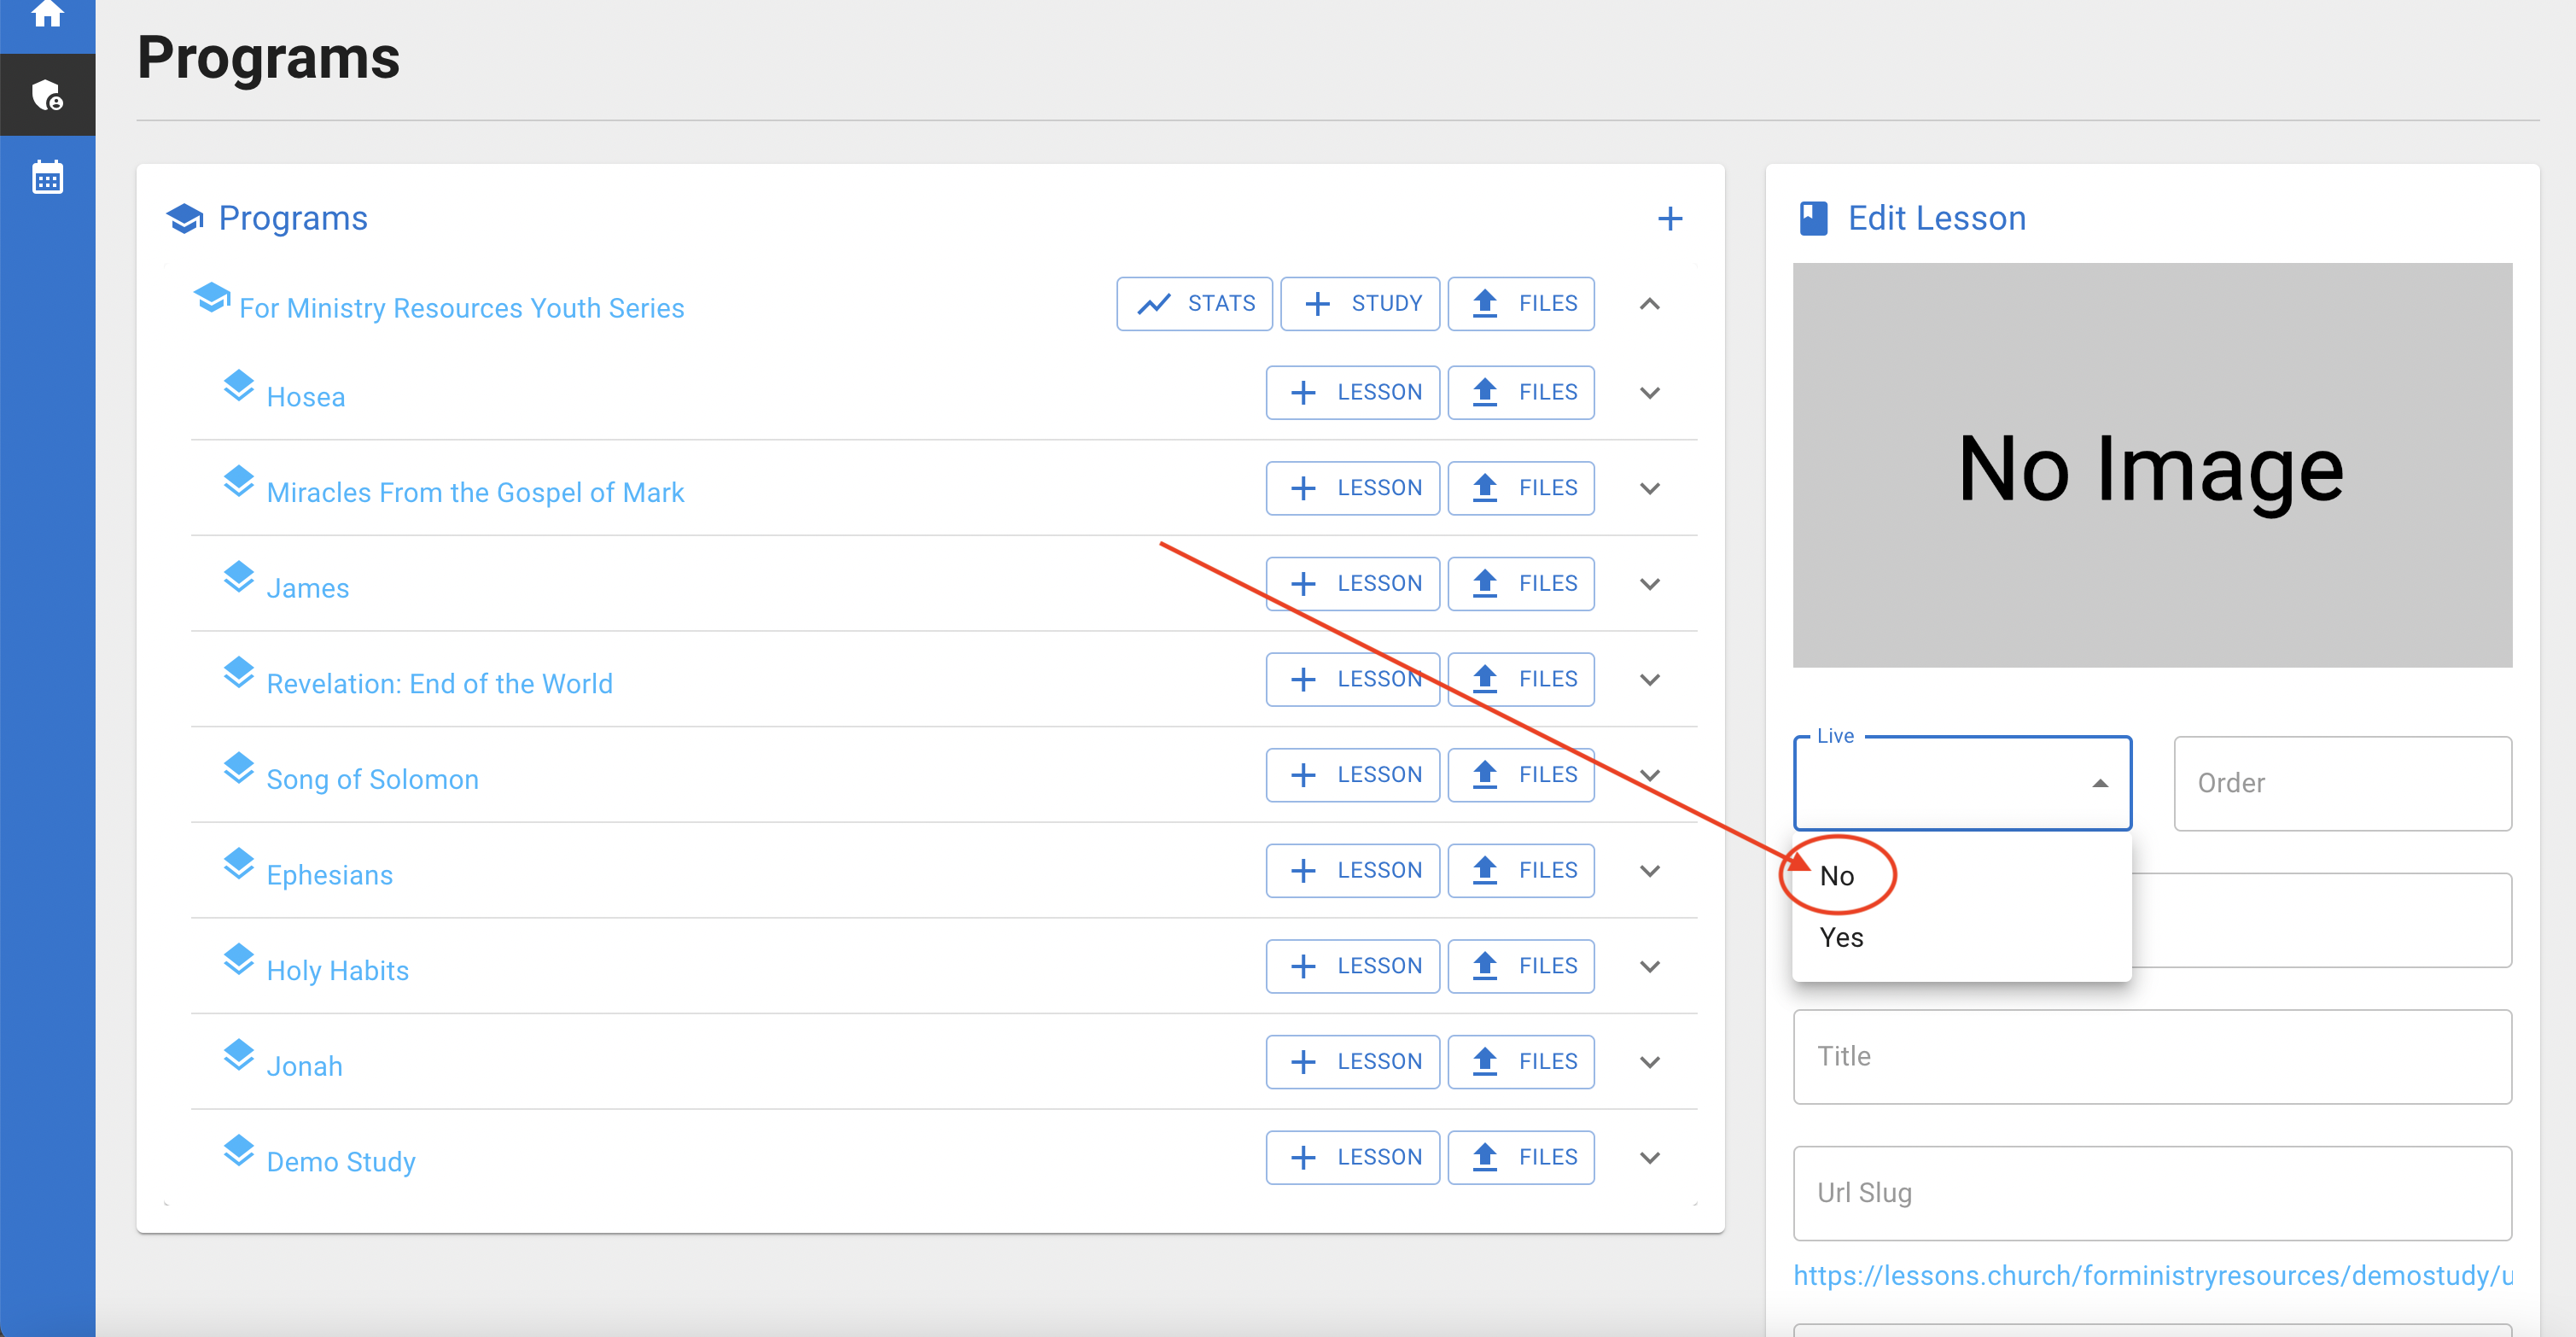 Programs
Programs
For Ministry Resources Youth Series
STATS
STUDY
FILES
Hosea
LESSON
FILES
Miracles From the Gospel of Mark
LESSON
FILES
James
LESSON
FILES
Revelation: End of the World
LESSON
FILES
Song of Solomon
LESSON
FILES
Ephesians
LESSON
FILES
Holy Habits
LESSON
FILES
Jonah
LESSON
FILES
Demo Study
LESSON
FILES
Edit Lesson
No Image
Live
Order
No
Yes
Title
Url Slug
https://lessons.church/forministryresources/demostudy/u